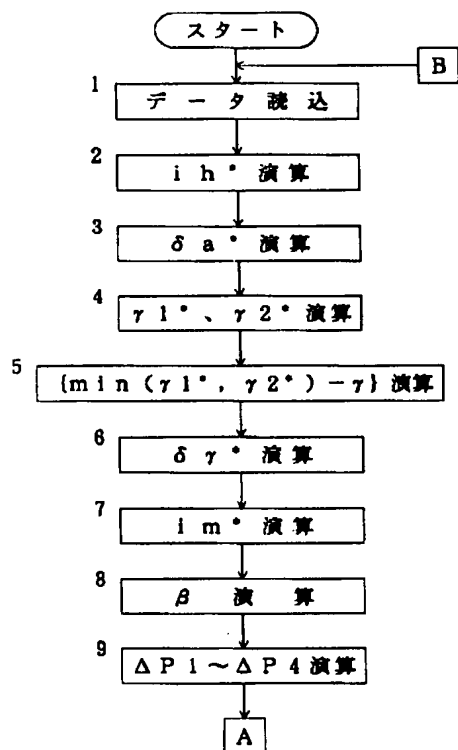 スタート
B
1
データ読込
2
ih*演算
3
δa*演算
4
γ1*、γ2*演算
5
{min(γ1*,γ2*)-γ}演算
6
δγ*演算
7
im*演算
8
β演算
9
ΔP1～ΔP4演算
A